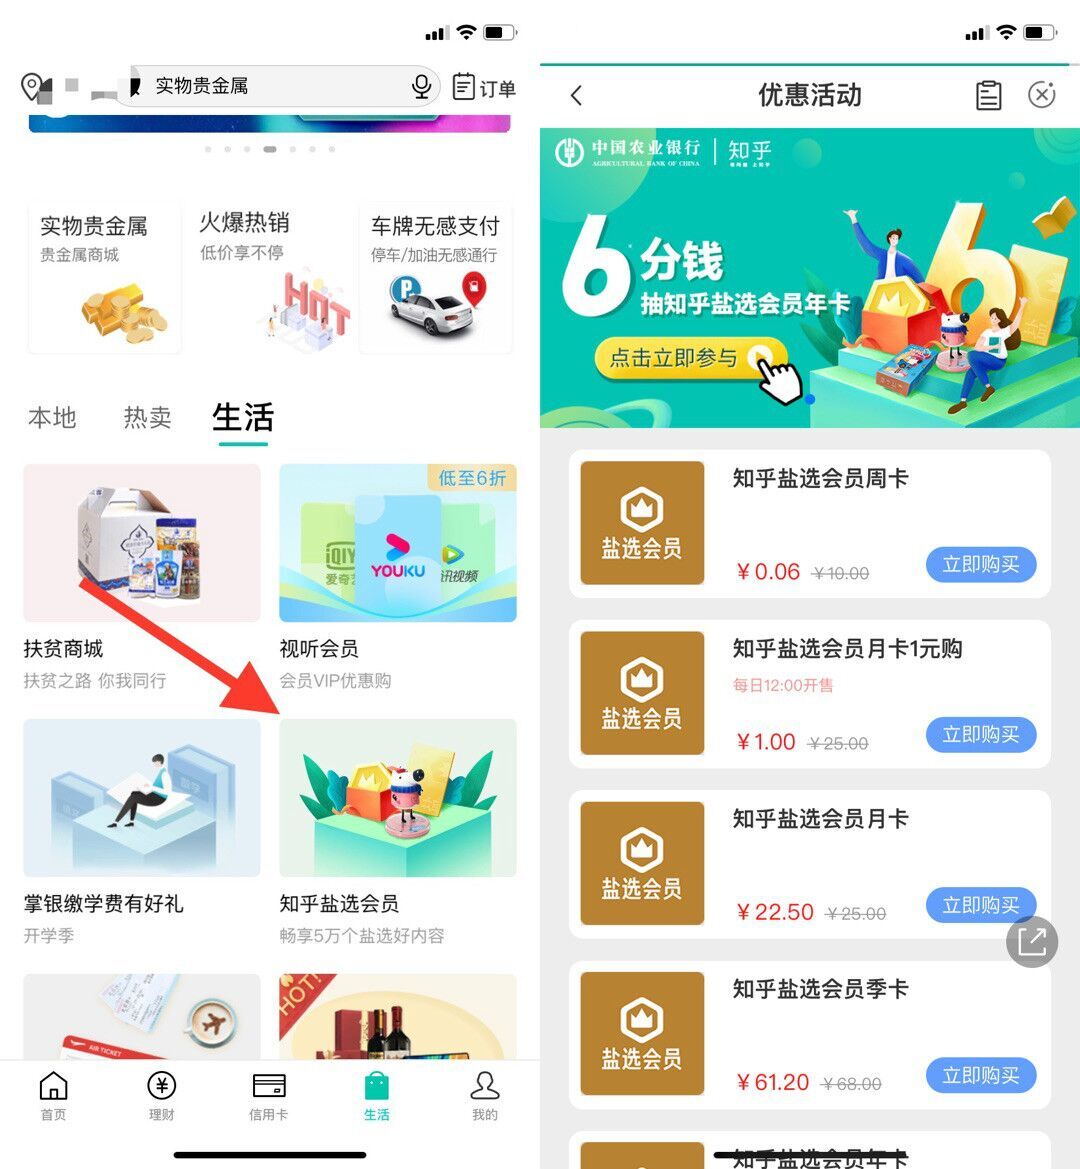 实物贵金属
订单
实物贵金属
贵金属商城
火爆热销
低价享不停
HOT
车牌无感支付
停车/加油无感通行
P
本地
热卖
生活
低至6折
iQIY
爱奇艺
YOUKU
讯视频
扶贫商城
扶贫之路 你我同行
视听会员
会员VIP优惠购
掌银缴学费有好礼
开学季
知乎盐选会员
畅享5万个盐选好内容
AIR TICKET
HOT!
首页
理财
信用卡
生活
我的
优惠活动
中国农业银行
AGRICULTURAL BANK OF CHINA
知乎
有问题 上知乎
6分钱
抽知乎盐选会员年卡
点击立即参与
盐选会员
知乎盐选会员周卡
¥0.06 ¥10.00
立即购买
盐选会员
知乎盐选会员月卡1元购
每日12:00开售
¥1.00 ¥25.00
立即购买
盐选会员
知乎盐选会员月卡
¥22.50 ¥25.00
立即购买
盐选会员
知乎盐选会员季卡
¥61.20 ¥68.00
立即购买
知乎盐选会员年卡